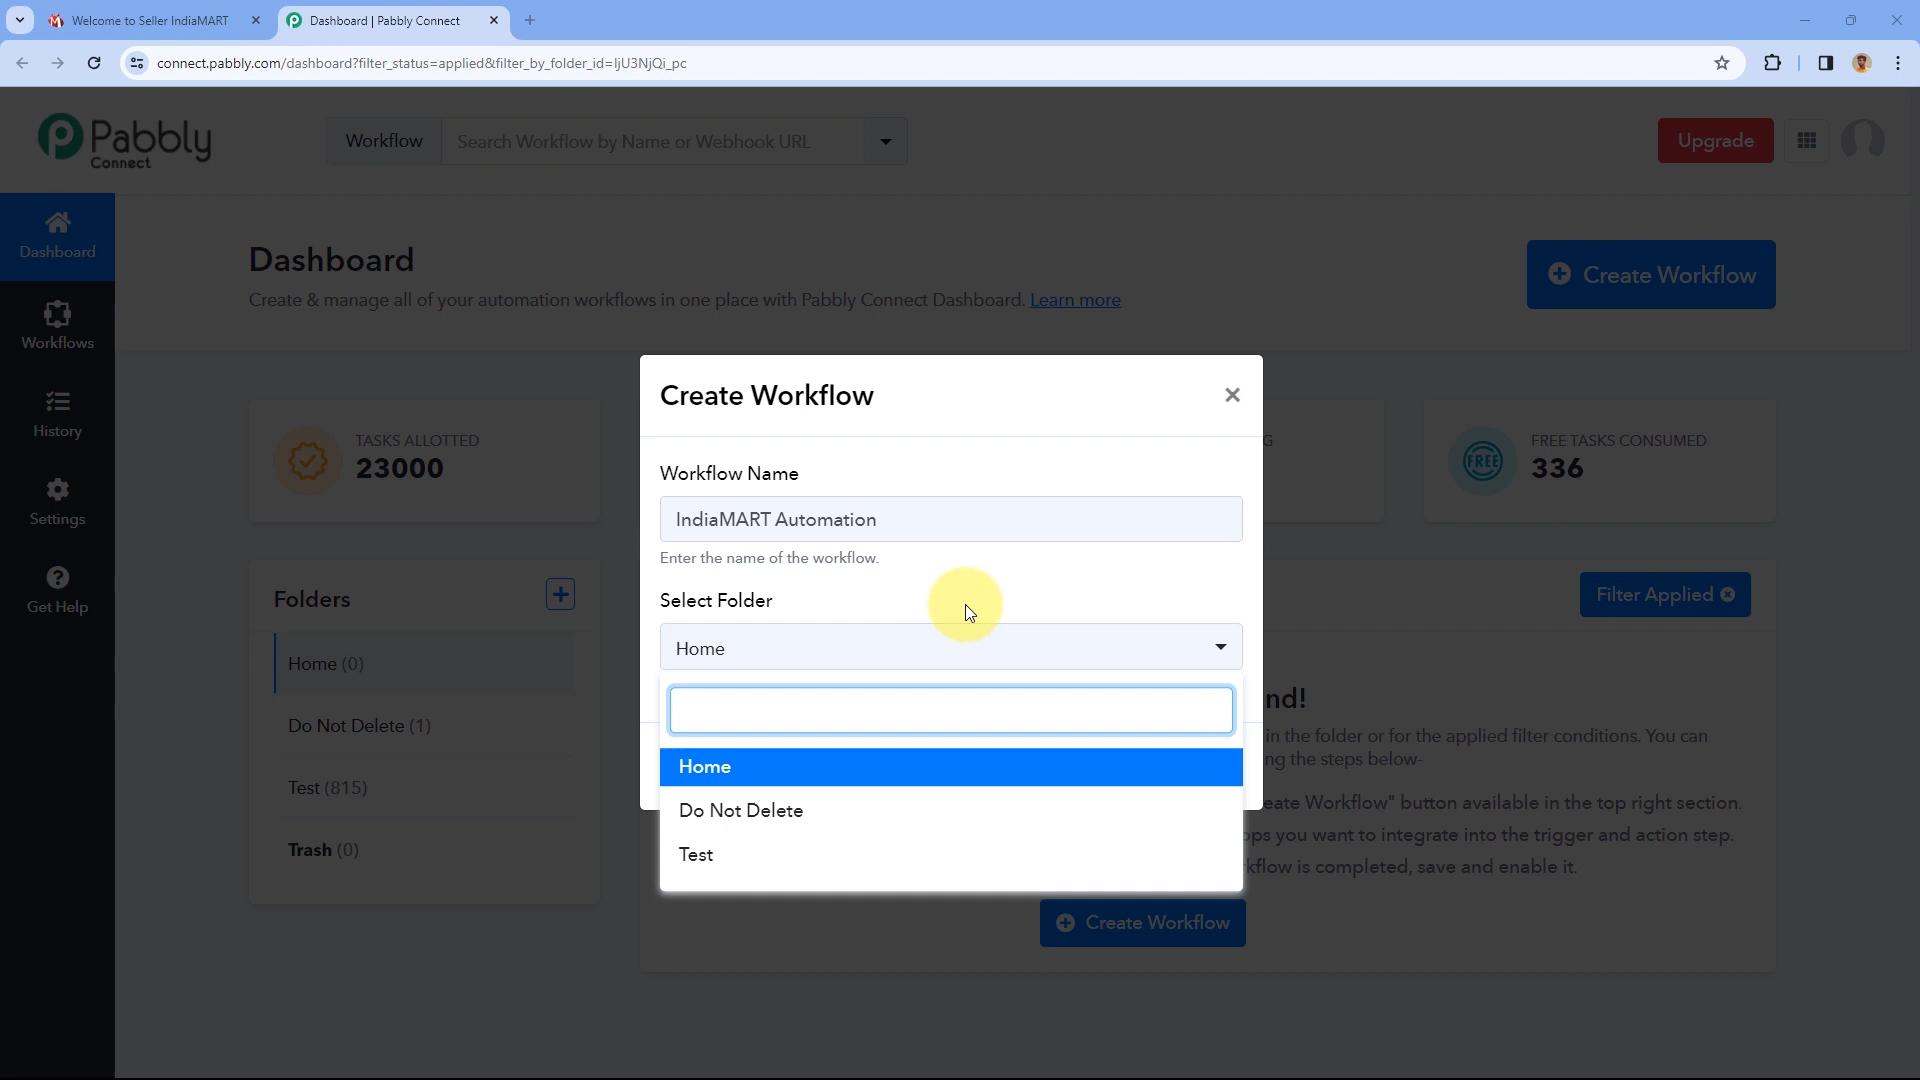 Welcome to Seller IndiaMART
Dashboard | Pabbly Connect
connect.pabbly.com/dashboard?filter_status=applied&filter_by_folder_id=IjU3NjQi_pc
Pabbly
Connect
Workflow
Search Workflow by Name or Webhook URL
Upgrade
Dashboard
Workflows
History
Settings
Get Help
Dashboard
Create & manage all of your automation workflows in one place with Pabbly Connect Dashboard. Learn more
Create Workflow
TASKS ALLOTTED
23000
G
FREE
FREE TASKS CONSUMED
336
Folders
Home (0)
Do Not Delete (1)
Test (815)
Trash (0)
Create Workflow
Workflow Name
IndiaMART Automation
Enter the name of the workflow.
Select Folder
Home
Home
Do Not Delete
Test
Filter Applied
nd!
in the folder or for the applied filter conditions. You can
ng the steps below-
eate Workflow" button available in the top right section.
ps you want to integrate into the trigger and action step.
kflow is completed, save and enable it.
Create Workflow